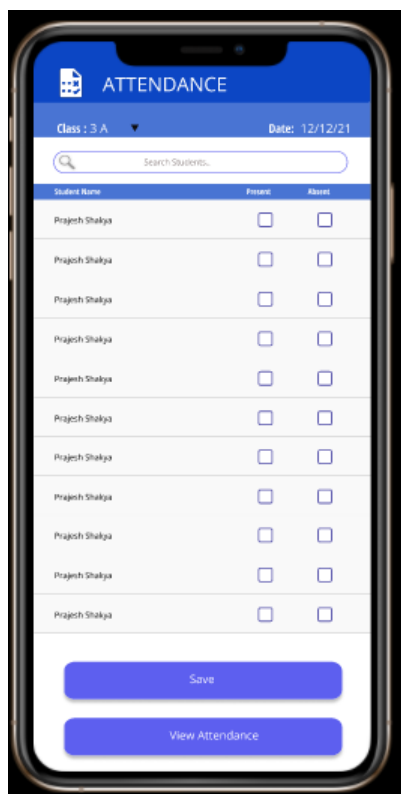 ATTENDANCE
Class : 3 A Date: 12/12/21
Search Students..
Student Name Present Absent
Prajesh Shakya
Prajesh Shakya
Prajesh Shakya
Prajesh Shakya
Prajesh Shakya
Prajesh Shakya
Prajesh Shakya
Prajesh Shakya
Prajesh Shakya
Prajesh Shakya
Prajesh Shakya
Save
View Attendance